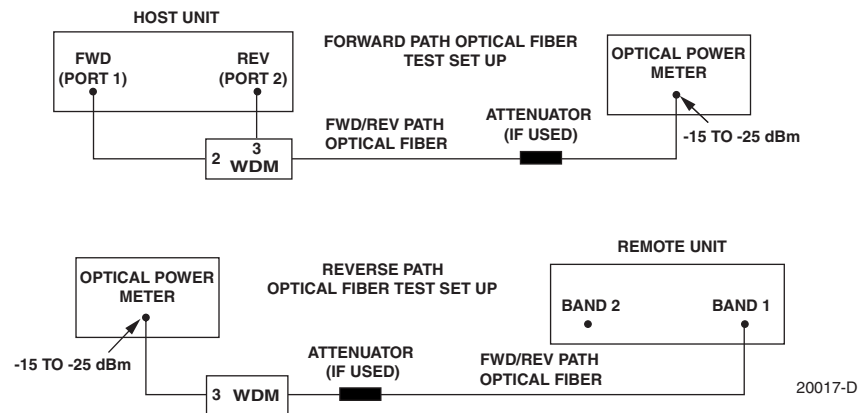 HOST UNIT
FWD
(PORT 1)
REV
(PORT 2)
FORWARD PATH OPTICAL FIBER
TEST SET UP
OPTICAL POWER
METER
-15 TO -25 dBm
2
3
WDM
FWD/REV PATH
OPTICAL FIBER
ATTENUATOR
(IF USED)
OPTICAL POWER
METER
-15 TO -25 dBm
REVERSE PATH
OPTICAL FIBER TEST SET UP
REMOTE UNIT
BAND 2
BAND 1
3 WDM
ATTENUATOR
(IF USED)
FWD/REV PATH
OPTICAL FIBER
20017-D